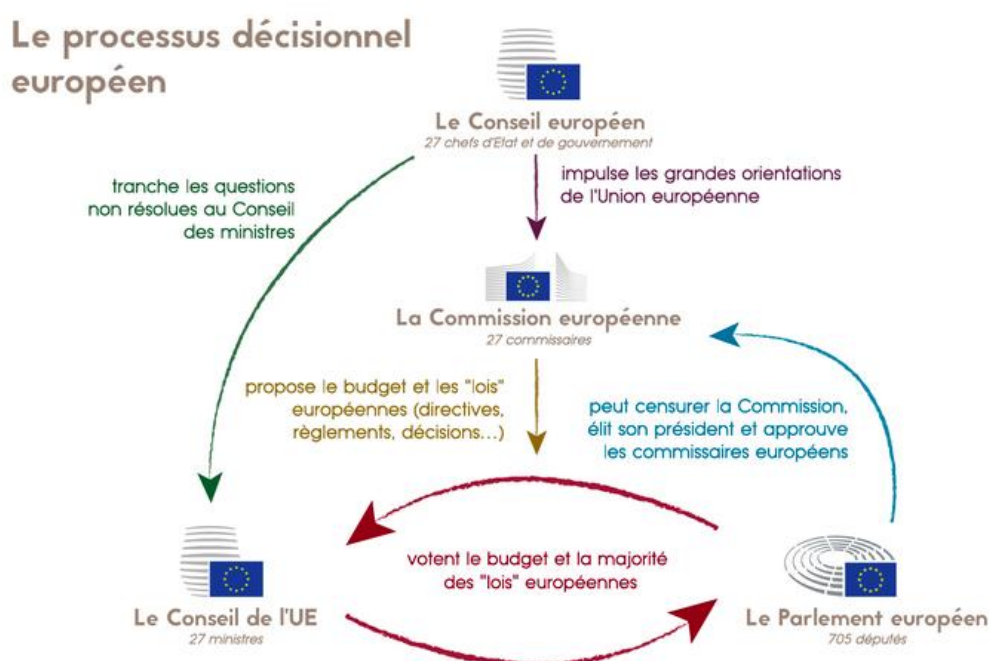 Le processus décisionnel
européen
Le Conseil européen
27 chefs d'Etat et de gouvernement
tranche les questions
non résolues au Conseil
des ministres
impulse les grandes orientations
de l'Union européenne
La Commission européenne
27 commissaires
propose le budget et les "lois"
européennes (directives,
règlements, décisions...)
peut censurer la Commission,
élit son président et approuve
les commissaires européens
votent le budget et la majorité
des "lois" européennes
Le Conseil de l'UE
27 ministres
Le Parlement européen
705 députés